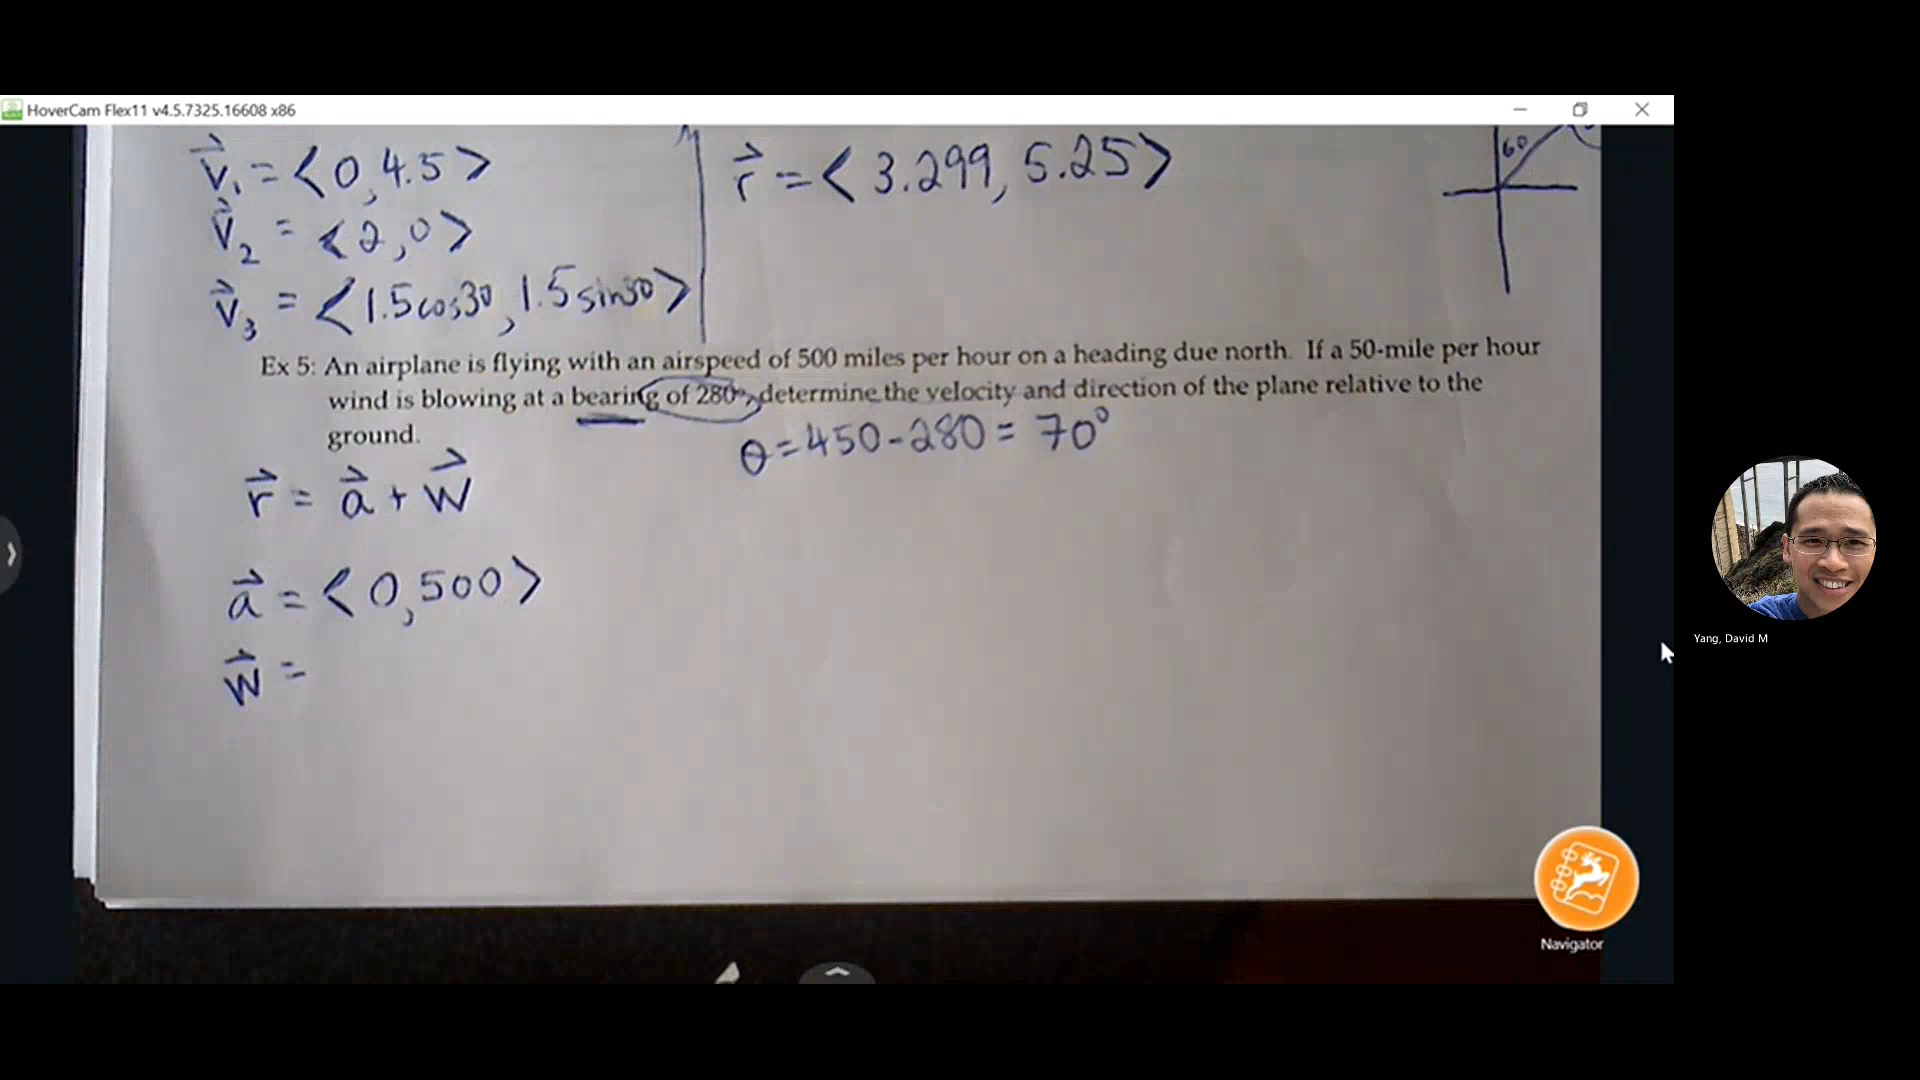 HoverCam Flex11 v4.5.7325.16608 x86
v⃗₁ = <0, 4.5>
v⃗₂ = <2, 0>
v⃗₃ = <1.5cos30, 1.5sin30>
r⃗ = <3.299, 5.25>
60
Ex 5: An airplane is flying with an airspeed of 500 miles per hour on a heading due north. If a 50-mile per hour
wind is blowing at a bearing of 280°, determine the velocity and direction of the plane relative to the
ground.
θ = 450 - 280 = 70°
r⃗ = a⃗ + w⃗
a⃗ = <0, 500>
w⃗ =
Navigator
Yang, David M